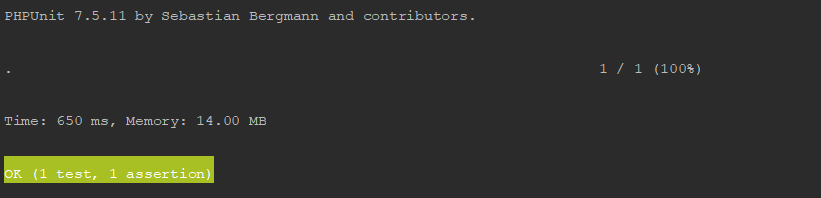 PHPUnit 7.5.11 by Sebastian Bergmann and contributors.
. 1 / 1 (100%)
Time: 650 ms, Memory: 14.00 MB
OK (1 test, 1 assertion)